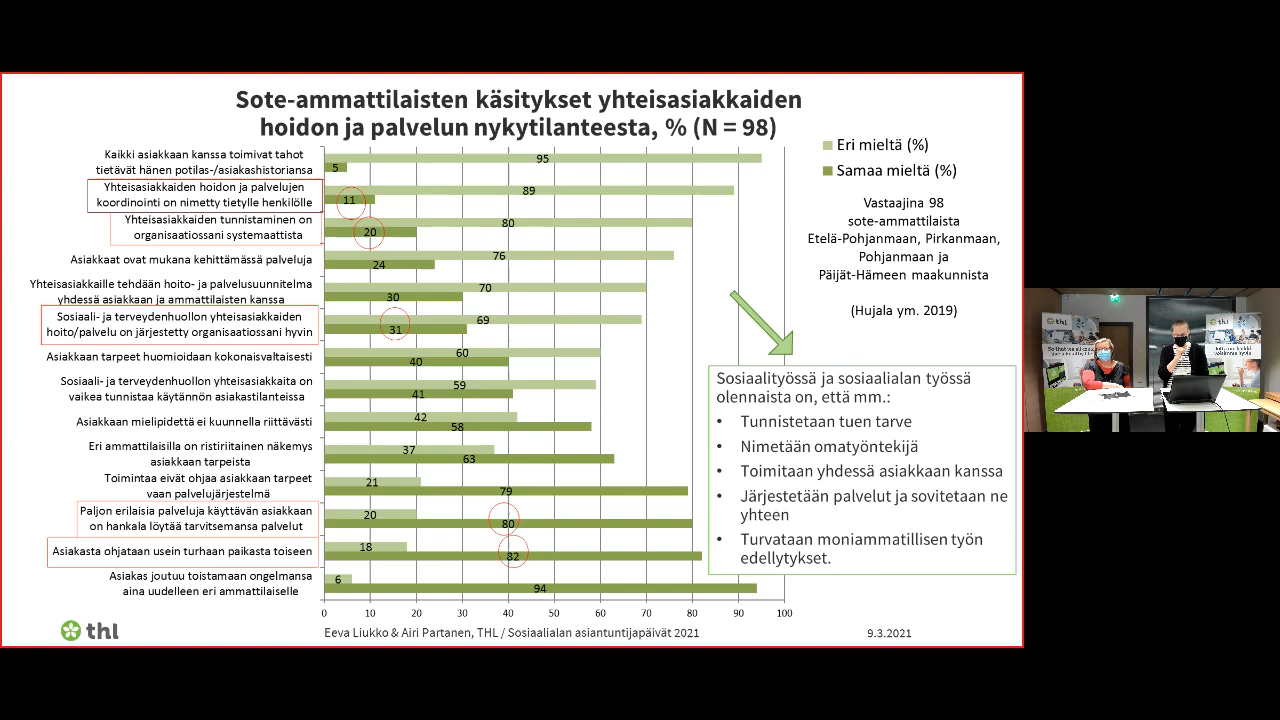 Sote-ammattilaisten käsitykset yhteisasiakkaiden
hoidon ja palvelun nykytilanteesta, % (N = 98)
Kaikki asiakkaan kanssa toimivat tahot
tietävät hänen potilas-/asiakashistoriansa
95
5
Yhteisasiakkaiden hoidon ja palvelujen
koordinointi on nimetty tietylle henkilölle
89
11
Yhteisasiakkaiden tunnistaminen on
organisaatiossani systemaattista
80
20
Asiakkaat ovat mukana kehittämässä palveluja
76
24
Yhteisasiakkaille tehdään hoito- ja palvelusuunnitelma
yhdessä asiakkaan ja ammattilaisten kanssa
70
30
Sosiaali- ja terveydenhuollon yhteisasiakkaiden
hoito/palvelu on järjestetty organisaatiossani hyvin
69
31
Asiakkaan tarpeet huomioidaan kokonaisvaltaisesti
60
40
Sosiaali- ja terveydenhuollon yhteisasiakkaita on
vaikea tunnistaa käytännön asiakastilanteissa
59
41
Asiakkaan mielipidettä ei kuunnella riittävästi
42
58
Eri ammattilaisilla on ristiriitainen näkemys
asiakkaan tarpeista
37
63
Toimintaa eivät ohjaa asiakkaan tarpeet
vaan palvelujärjestelmä
21
79
Paljon erilaisia palveluja käyttävän asiakkaan
on hankala löytää tarvitsemansa palvelut
20
80
Asiakasta ohjataan usein turhaan paikasta toiseen
18
82
Asiakas joutuu toistamaan ongelmansa
aina uudelleen eri ammattilaiselle
6
94
0 10 20 30 40 50 60 70 80 90 100
Eri mieltä (%)
Samaa mieltä (%)
Vastaajina 98
sote-ammattilaista
Etelä-Pohjanmaan, Pirkanmaan,
Pohjanmaan ja
Päijät-Hämeen maakunnista
(Hujala ym. 2019)
Sosiaalityössä ja sosiaalialan työssä
olennaista on, että mm.:
• Tunnistetaan tuen tarve
• Nimetään omatyöntekijä
• Toimitaan yhdessä asiakkaan kanssa
• Järjestetään palvelut ja sovitetaan ne
yhteen
• Turvataan moniammatillisen työn
edellytykset.
thl
Eeva Liukko & Airi Partanen, THL / Sosiaalialan asiantuntijapäivät 2021
9.3.2021
thl
thl